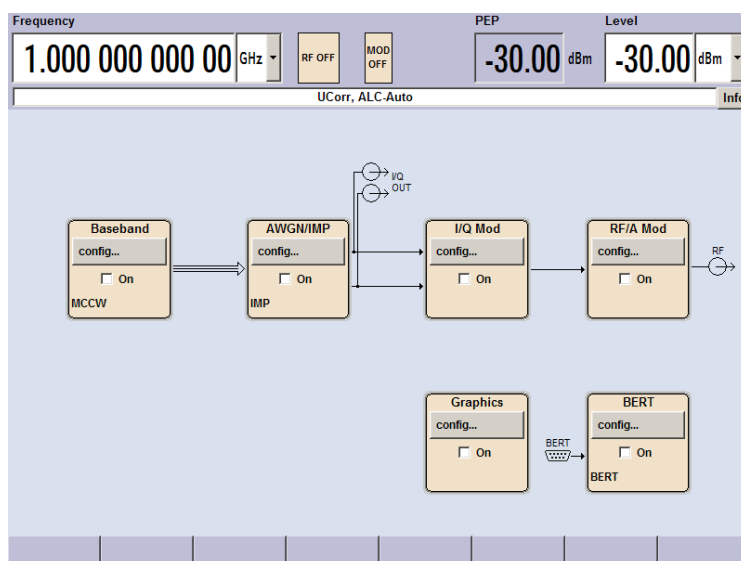 Frequency PEP Level
1.000 000 000 00 GHz RF OFF MOD OFF -30.00 dBm -30.00 dBm
UCorr, ALC-Auto Info
I/Q
OUT
Baseband AWGN/IMP I/Q Mod RF/A Mod
config... config... config... config... RF
On On On On
MCCW IMP
Graphics BERT
config... config...
BERT
On On
BERT